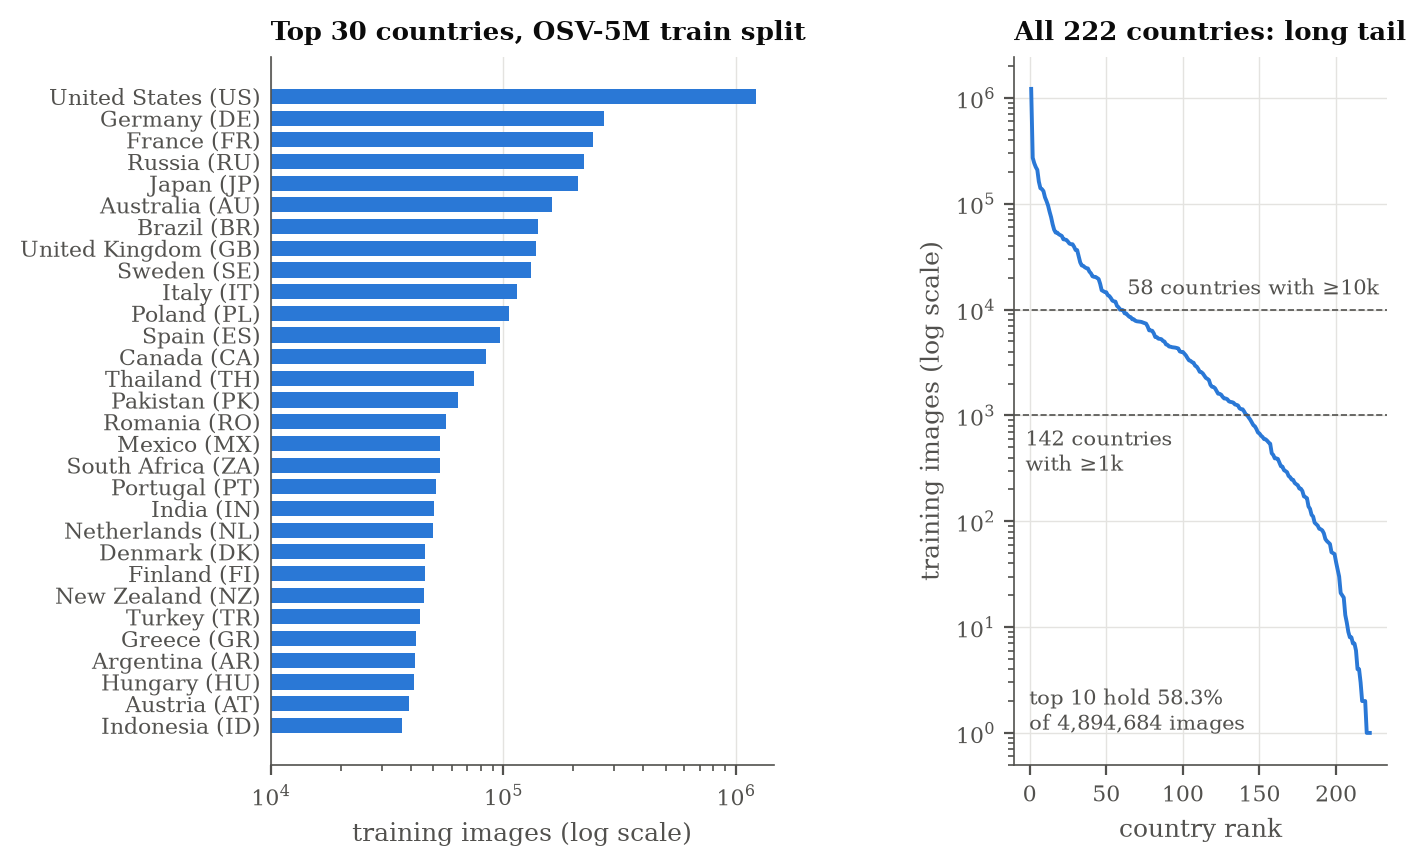 Top 30 countries, OSV-5M train split
United States (US)
Germany (DE)
France (FR)
Russia (RU)
Japan (JP)
Australia (AU)
Brazil (BR)
United Kingdom (GB)
Sweden (SE)
Italy (IT)
Poland (PL)
Spain (ES)
Canada (CA)
Thailand (TH)
Pakistan (PK)
Romania (RO)
Mexico (MX)
South Africa (ZA)
Portugal (PT)
India (IN)
Netherlands (NL)
Denmark (DK)
Finland (FI)
New Zealand (NZ)
Turkey (TR)
Greece (GR)
Argentina (AR)
Hungary (HU)
Austria (AT)
Indonesia (ID)
10⁴ 10⁵ 10⁶
training images (log scale)
All 222 countries: long tail
training images (log scale)
10⁶
10⁵
10⁴
10³
10²
10¹
10⁰
58 countries with ≥10k
142 countries
with ≥1k
top 10 hold 58.3%
of 4,894,684 images
0 50 100 150 200
country rank